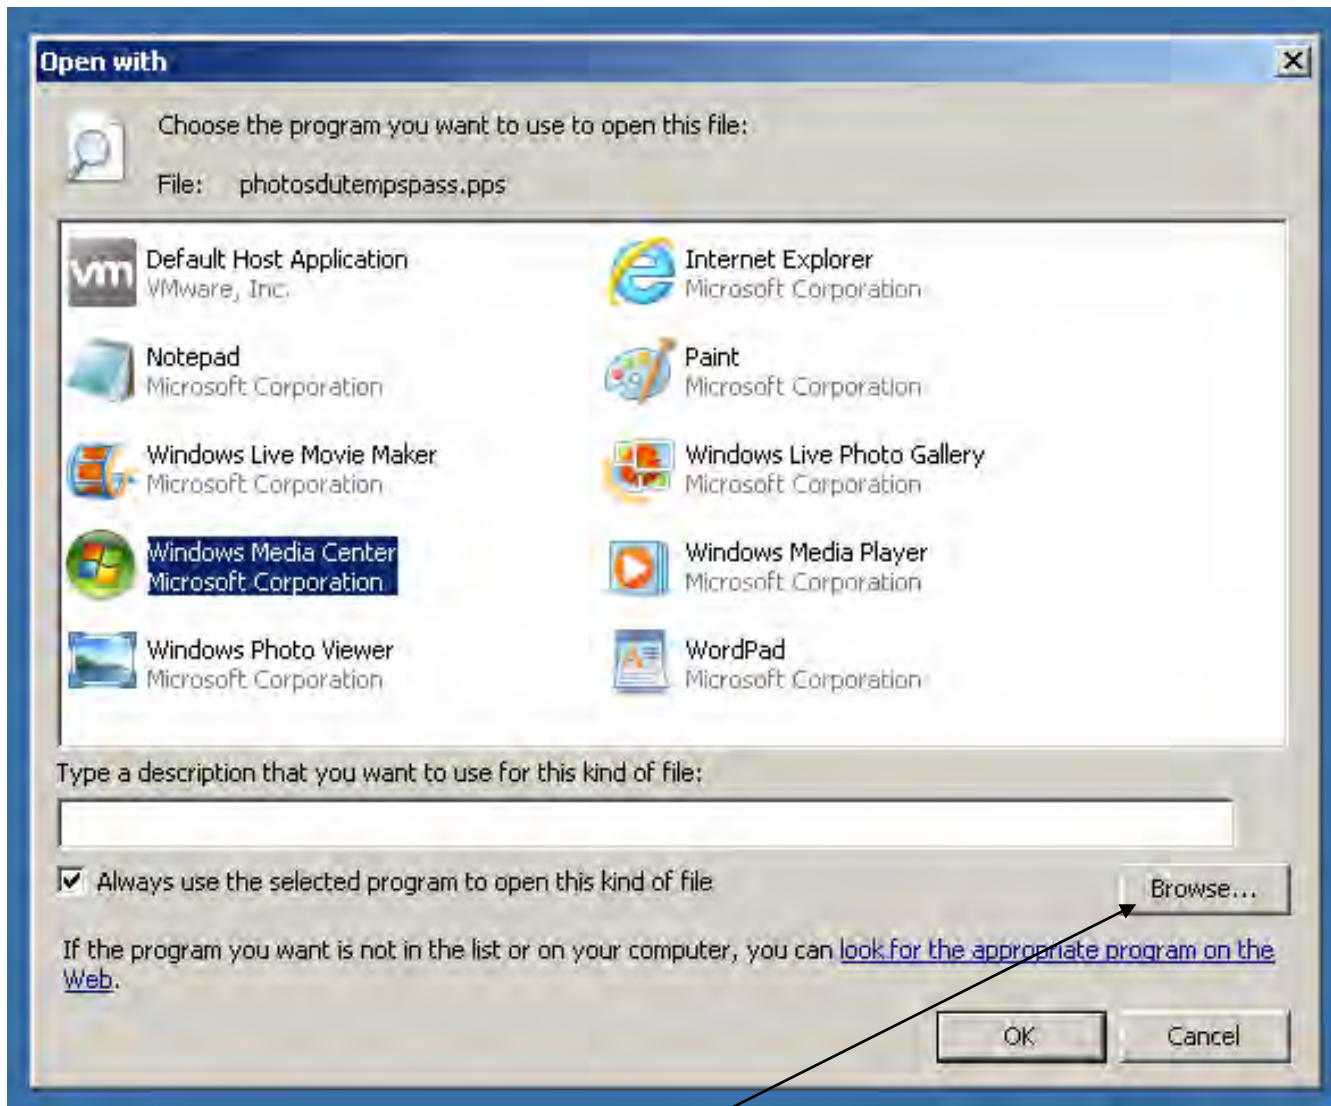 Open with
Choose the program you want to use to open this file:
File: photosdutempspass.pps
vm
Default Host Application
VMware, Inc.
Internet Explorer
Microsoft Corporation
Notepad
Microsoft Corporation
Paint
Microsoft Corporation
Windows Live Movie Maker
Microsoft Corporation
Windows Live Photo Gallery
Microsoft Corporation
Windows Media Center
Microsoft Corporation
Windows Media Player
Microsoft Corporation
Windows Photo Viewer
Microsoft Corporation
WordPad
Microsoft Corporation
Type a description that you want to use for this kind of file:
Always use the selected program to open this kind of file
Browse...
If the program you want is not in the list or on your computer, you can look for the appropriate program on the
Web.
OK
Cancel